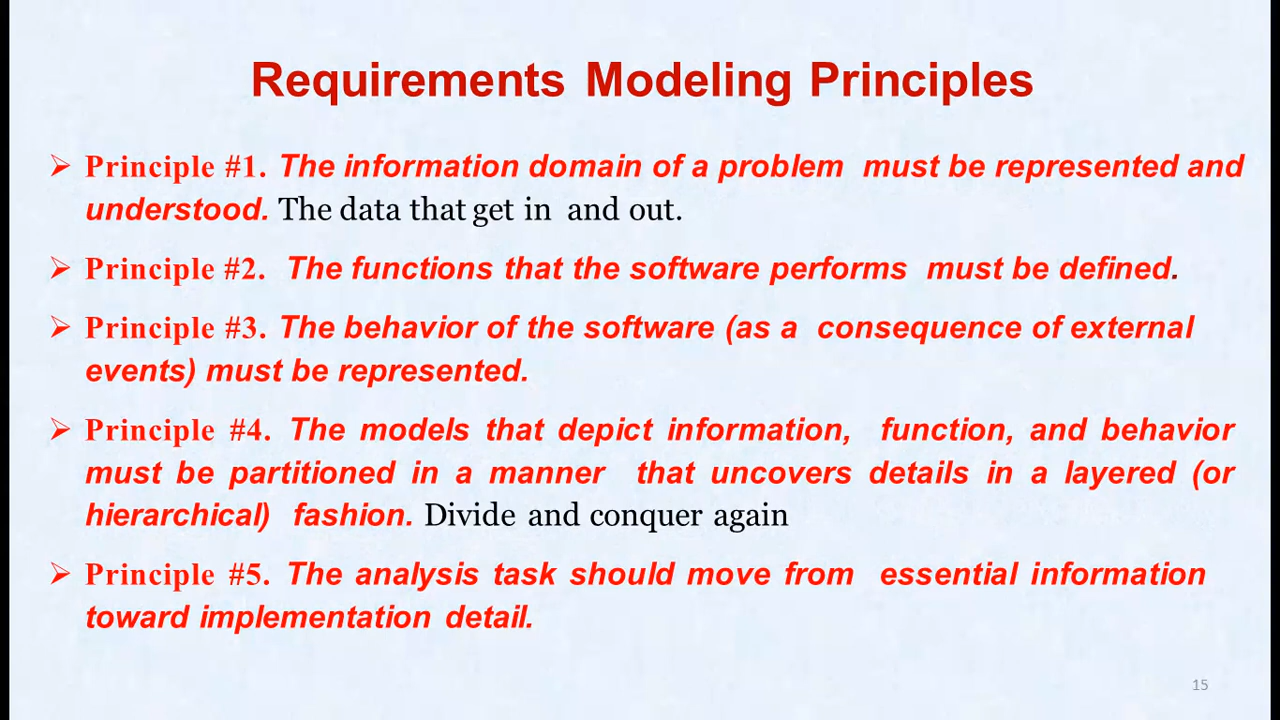 Requirements Modeling Principles
Principle #1. The information domain of a problem must be represented and
understood. The data that get in and out.
Principle #2. The functions that the software performs must be defined.
Principle #3. The behavior of the software (as a consequence of external
events) must be represented.
Principle #4. The models that depict information, function, and behavior
must be partitioned in a manner that uncovers details in a layered (or
hierarchical) fashion. Divide and conquer again
Principle #5. The analysis task should move from essential information
toward implementation detail.
15